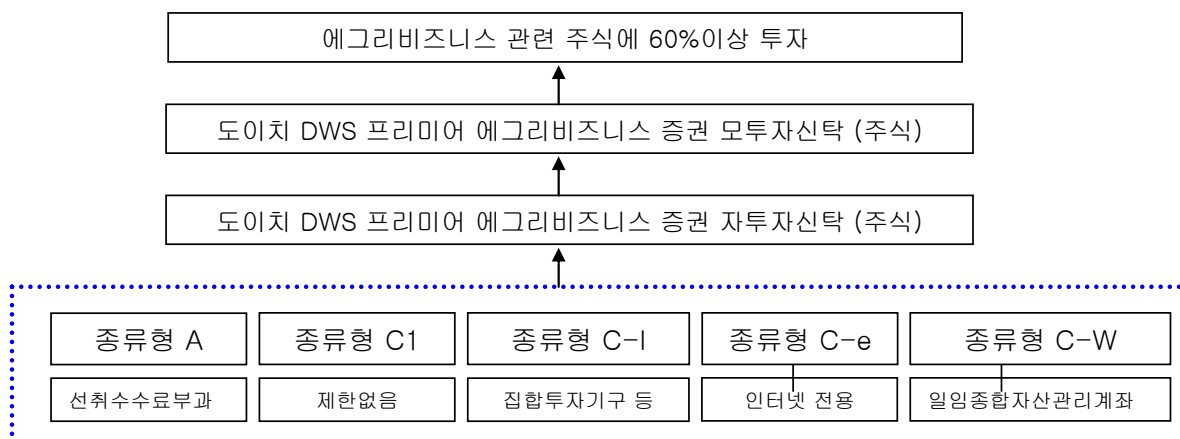 에그리비즈니스 관련 주식에 60%이상 투자
도이치 DWS 프리미어 에그리비즈니스 증권 모투자신탁 (주식)
도이치 DWS 프리미어 에그리비즈니스 증권 자투자신탁 (주식)
종류형 A 종류형 C1 종류형 C-I 종류형 C-e 종류형 C-W
선취수수료부과 제한없음 집합투자기구 등 인터넷 전용 일임종합자산관리계좌